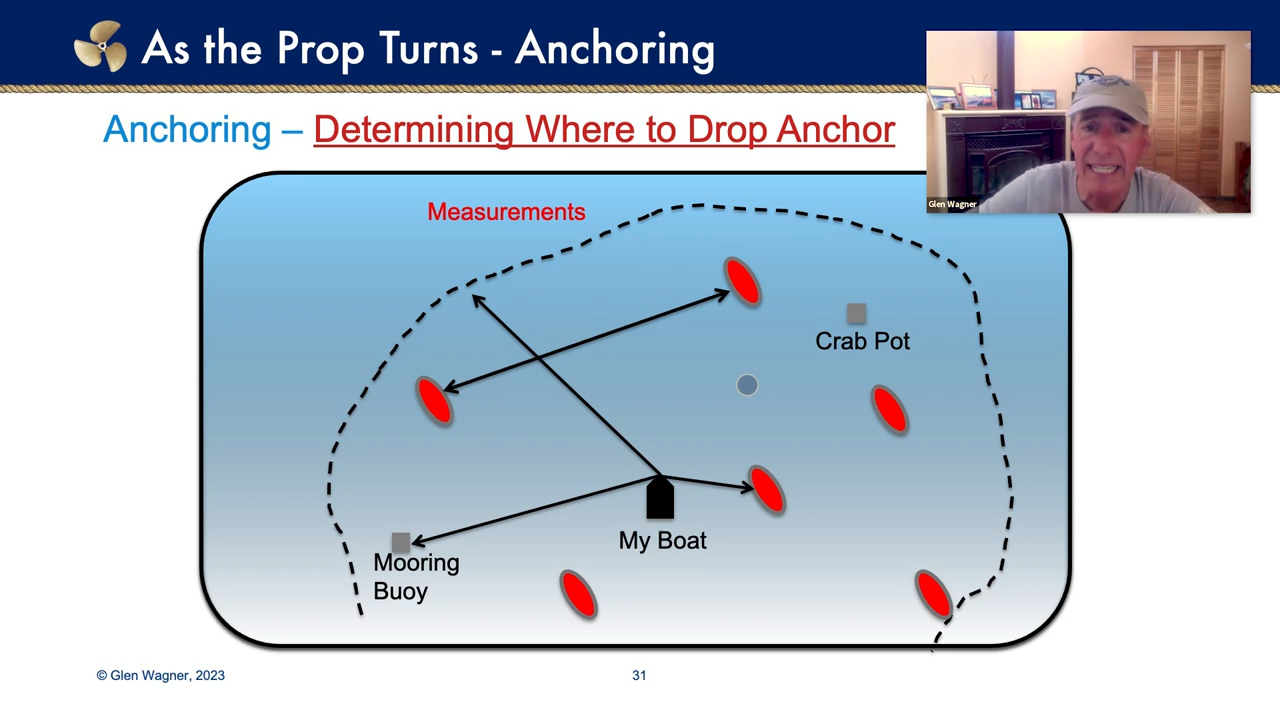 As the Prop Turns - Anchoring
Glen Wagner
Anchoring – Determining Where to Drop Anchor
Measurements
Crab Pot
My Boat
Mooring
Buoy
© Glen Wagner, 2023
31